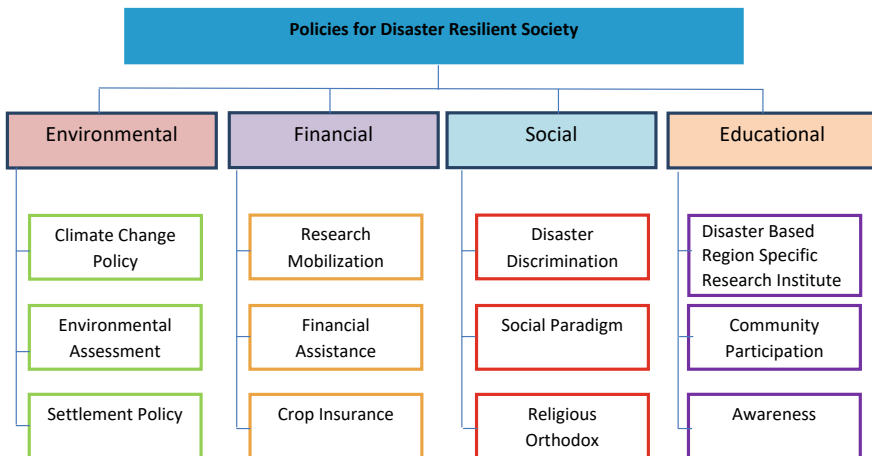 Policies for Disaster Resilient Society
Environmental
Financial
Social
Educational
Climate Change
Policy
Research
Mobilization
Disaster
Discrimination
Disaster Based
Region Specific
Research Institute
Environmental
Assessment
Financial
Assistance
Social Paradigm
Community
Participation
Settlement Policy
Crop Insurance
Religious
Orthodox
Awareness